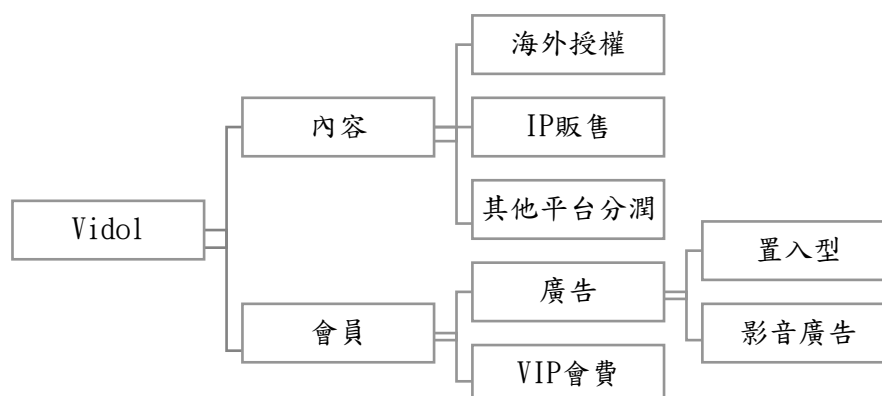 Vidol
內容
海外授權
IP販售
其他平台分潤
會員
廣告
置入型
影音廣告
VIP會費